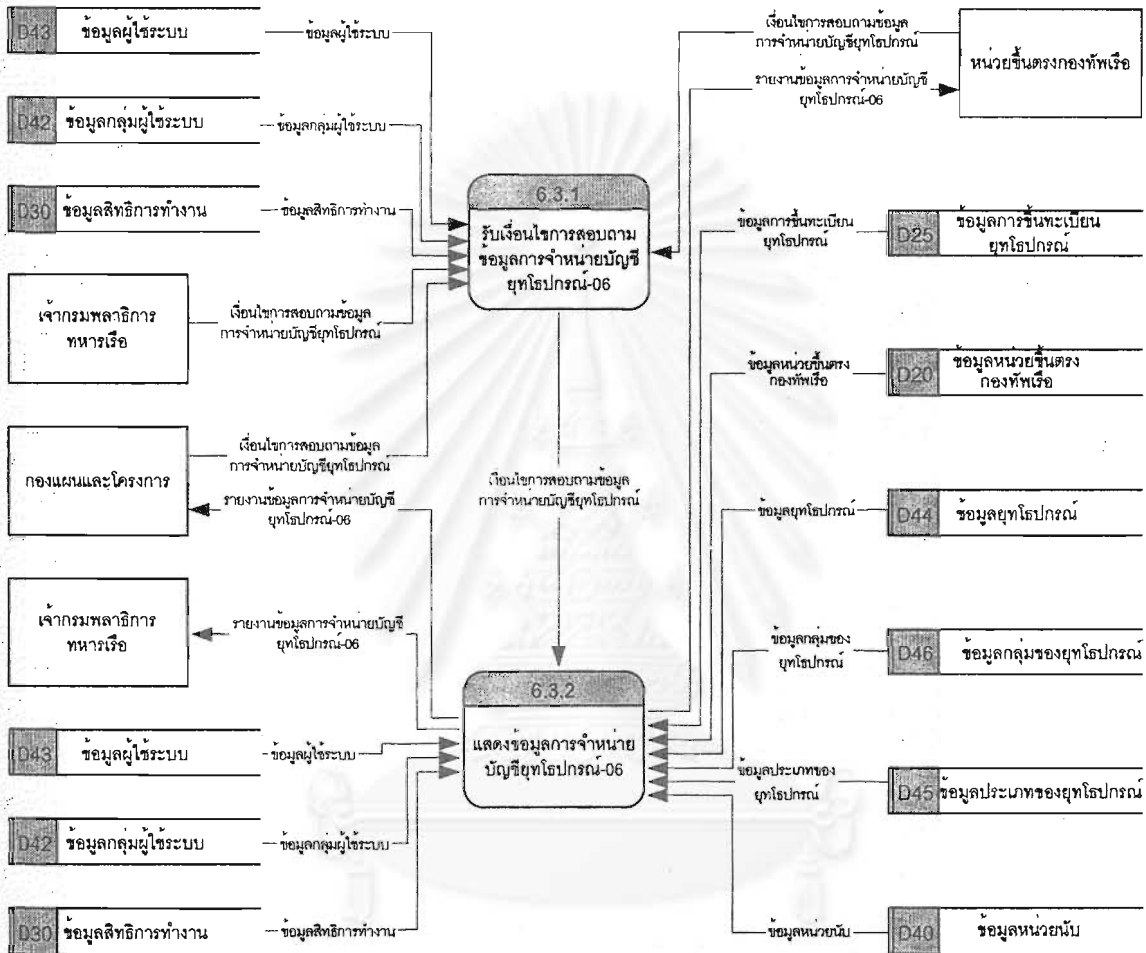 D43 ข้อมูลผู้ใช้ระบบ
ข้อมูลผู้ใช้ระบบ
D42 ข้อมูลกลุ่มผู้ใช้ระบบ
ข้อมูลกลุ่มผู้ใช้ระบบ
D30 ข้อมูลสิทธิการทำงาน
ข้อมูลสิทธิการทำงาน
เจ้ากรมพลาธิการ
ทหารเรือ
เงื่อนไขการสอบถามข้อมูล
การจำหน่ายบัญชียุทโธปกรณ์
กองแผนและโครงการ
เงื่อนไขการสอบถามข้อมูล
การจำหน่ายบัญชียุทโธปกรณ์
รายงานข้อมูลการจำหน่ายบัญชี
ยุทโธปกรณ์-06
เจ้ากรมพลาธิการ
ทหารเรือ
รายงานข้อมูลการจำหน่ายบัญชี
ยุทโธปกรณ์-06
D43 ข้อมูลผู้ใช้ระบบ
ข้อมูลผู้ใช้ระบบ
D42 ข้อมูลกลุ่มผู้ใช้ระบบ
ข้อมูลกลุ่มผู้ใช้ระบบ
D30 ข้อมูลสิทธิการทำงาน
ข้อมูลสิทธิการทำงาน
6.3.1
รับเงื่อนไขการสอบถาม
ข้อมูลการจำหน่ายบัญชี
ยุทโธปกรณ์-06
เงื่อนไขการสอบถามข้อมูล
การจำหน่ายบัญชียุทโธปกรณ์
6.3.2
แสดงข้อมูลการจำหน่าย
บัญชียุทโธปกรณ์-06
เงื่อนไขการสอบถามข้อมูล
การจำหน่ายบัญชียุทโธปกรณ์
รายงานข้อมูลการจำหน่ายบัญชี
ยุทโธปกรณ์-06
หน่วยขึ้นตรงกองทัพเรือ
ข้อมูลการขึ้นทะเบียน
ยุทโธปกรณ์
D25 ข้อมูลการขึ้นทะเบียน
ยุทโธปกรณ์
ข้อมูลหน่วยขึ้นตรง
กองทัพเรือ
D20 ข้อมูลหน่วยขึ้นตรง
กองทัพเรือ
ข้อมูลยุทโธปกรณ์
D44 ข้อมูลยุทโธปกรณ์
ข้อมูลกลุ่มของ
ยุทโธปกรณ์
D46 ข้อมูลกลุ่มของยุทโธปกรณ์
ข้อมูลประเภทของ
ยุทโธปกรณ์
D45 ข้อมูลประเภทของยุทโธปกรณ์
ข้อมูลหน่วยนับ
D40 ข้อมูลหน่วยนับ